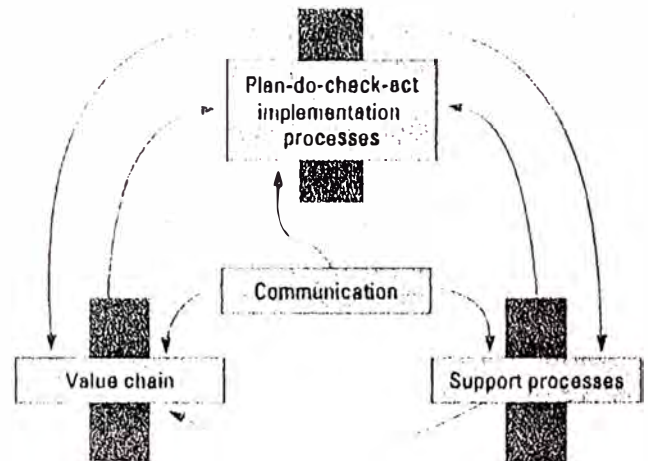 Plan-do-check-act
implementation
processes
Communication
Value chain
Support processes